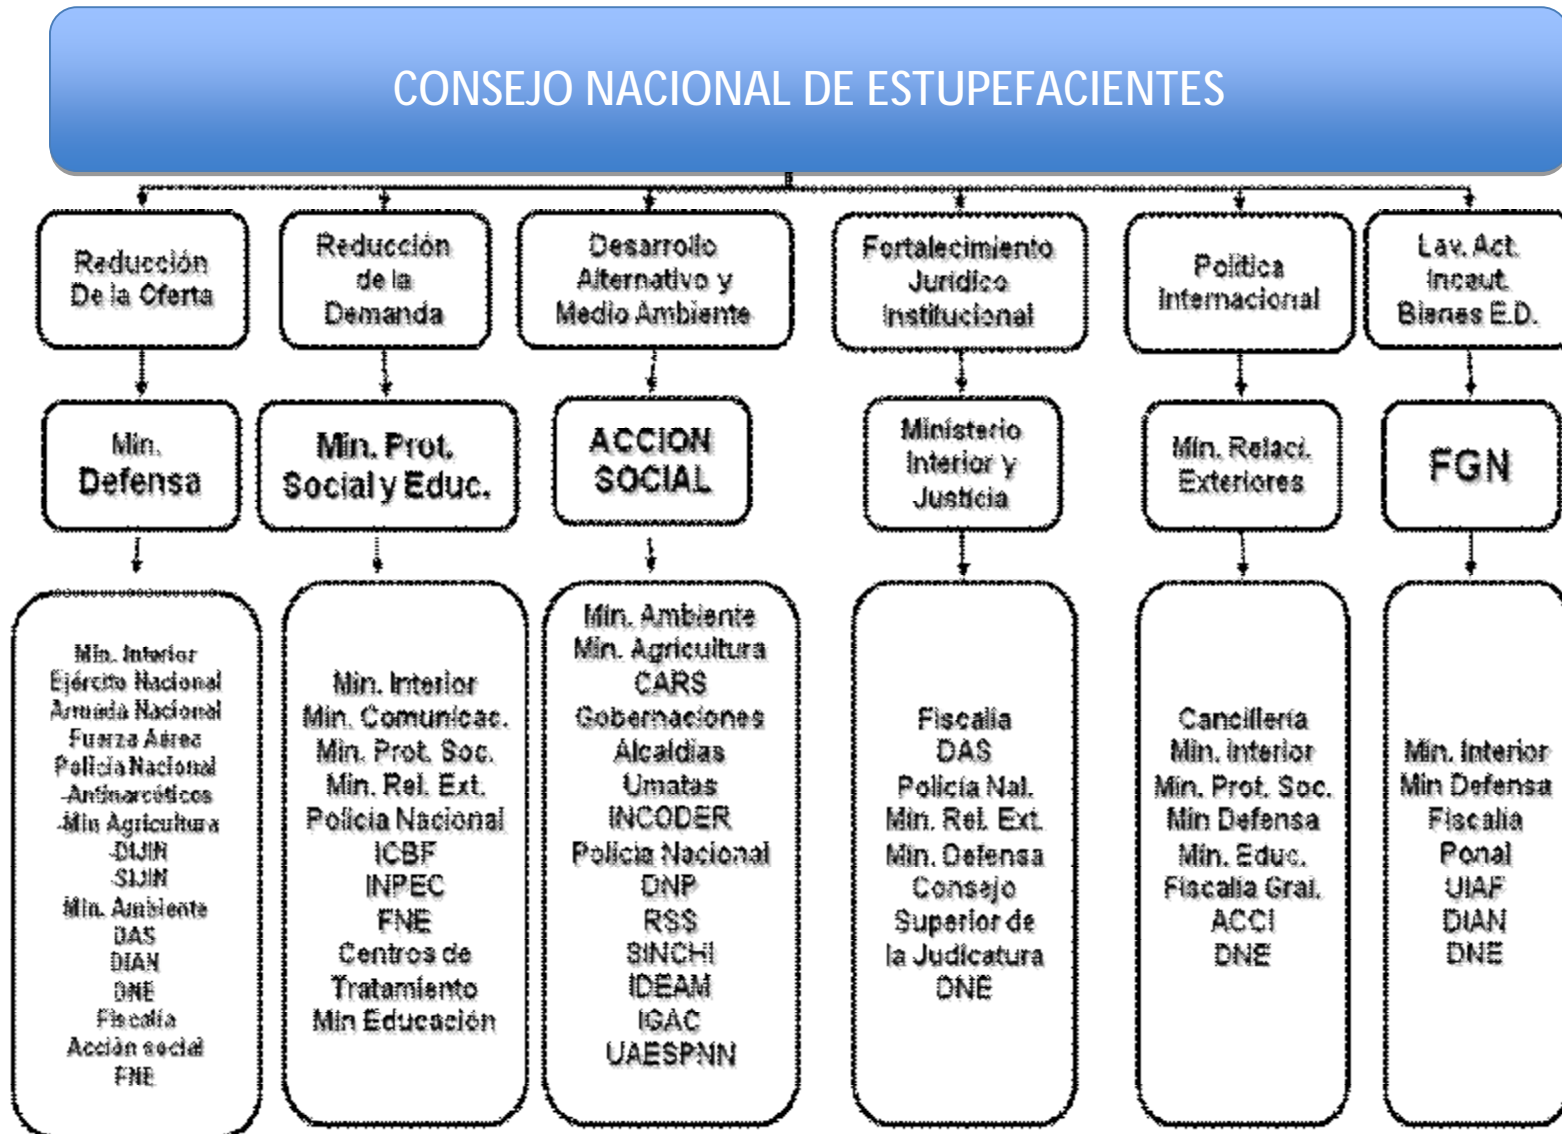 CONSEJO NACIONAL DE ESTUPEFACIENTES
Reducción
De la Oferta
Reducción
de la
Demanda
Desarrollo
Alternativo y
Medio Ambiente
Fortalecimiento
Jurídico
Institucional
Política
Internacional
Lav. Act.
Incaut.
Bienes E.D.
Min.
Defensa
Min. Prot.
Social y Educ.
ACCION
SOCIAL
Ministerio
Interior y
Justicia
Min. Relaci.
Exteriores
FGN
Min. Interior
Ejército Nacional
Armada Nacional
Fuerza Aérea
Policía Nacional
-Antinarcóticos
-Min Agricultura
-DIJIN
-SIJIN
Min. Ambiente
DAS
DIAN
DNE
Fiscalía
Acción social
FNE
Min. Interior
Min. Comunicac.
Min. Prot. Soc.
Min. Rel. Ext.
Policía Nacional
ICBF
INPEC
FNE
Centros de
Tratamiento
Min Educación
Min. Ambiente
Min. Agricultura
CARS
Gobernaciones
Alcaldías
Umatas
INCODER
Policía Nacional
DNP
RSS
SINCHI
IDEAM
IGAC
UAESPNN
Fiscalía
DAS
Policía Nal.
Min. Rel. Ext.
Min. Defensa
Consejo
Superior de
la Judicatura
DNE
Cancillería
Min. Interior
Min. Prot. Soc.
Min Defensa
Min. Educ.
Fiscalía Gral.
ACCI
DNE
Min. Interior
Min Defensa
Fiscalía
Ponal
UIAF
DIAN
DNE